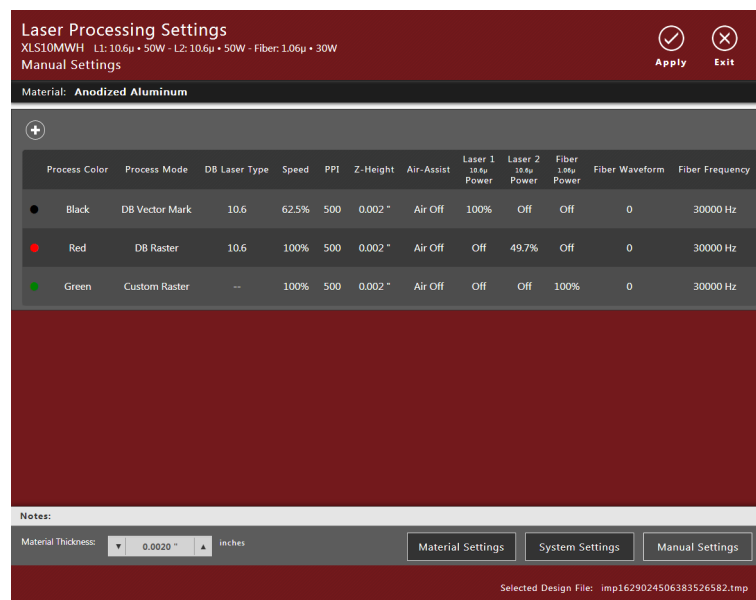 Laser Processing Settings
XLS10MWH L1: 10.6µ • 50W - L2: 10.6µ • 50W - Fiber: 1.06µ • 30W
Manual Settings
Apply Exit
Material: Anodized Aluminum
Process Color Process Mode DB Laser Type Speed PPI Z-Height Air-Assist Laser 1 10.6µ Power Laser 2 10.6µ Power Fiber 1.06µ Power Fiber Waveform Fiber Frequency
Black DB Vector Mark 10.6 62.5% 500 0.002 " Air Off 100% Off Off 0 30000 Hz
Red DB Raster 10.6 100% 500 0.002 " Air Off Off 49.7% Off 0 30000 Hz
Green Custom Raster -- 100% 500 0.002 " Air Off Off Off 100% 0 30000 Hz
Notes:
Material Thickness: 0.0020 " inches
Material Settings System Settings Manual Settings
Selected Design File: imp1629024506383526582.tmp